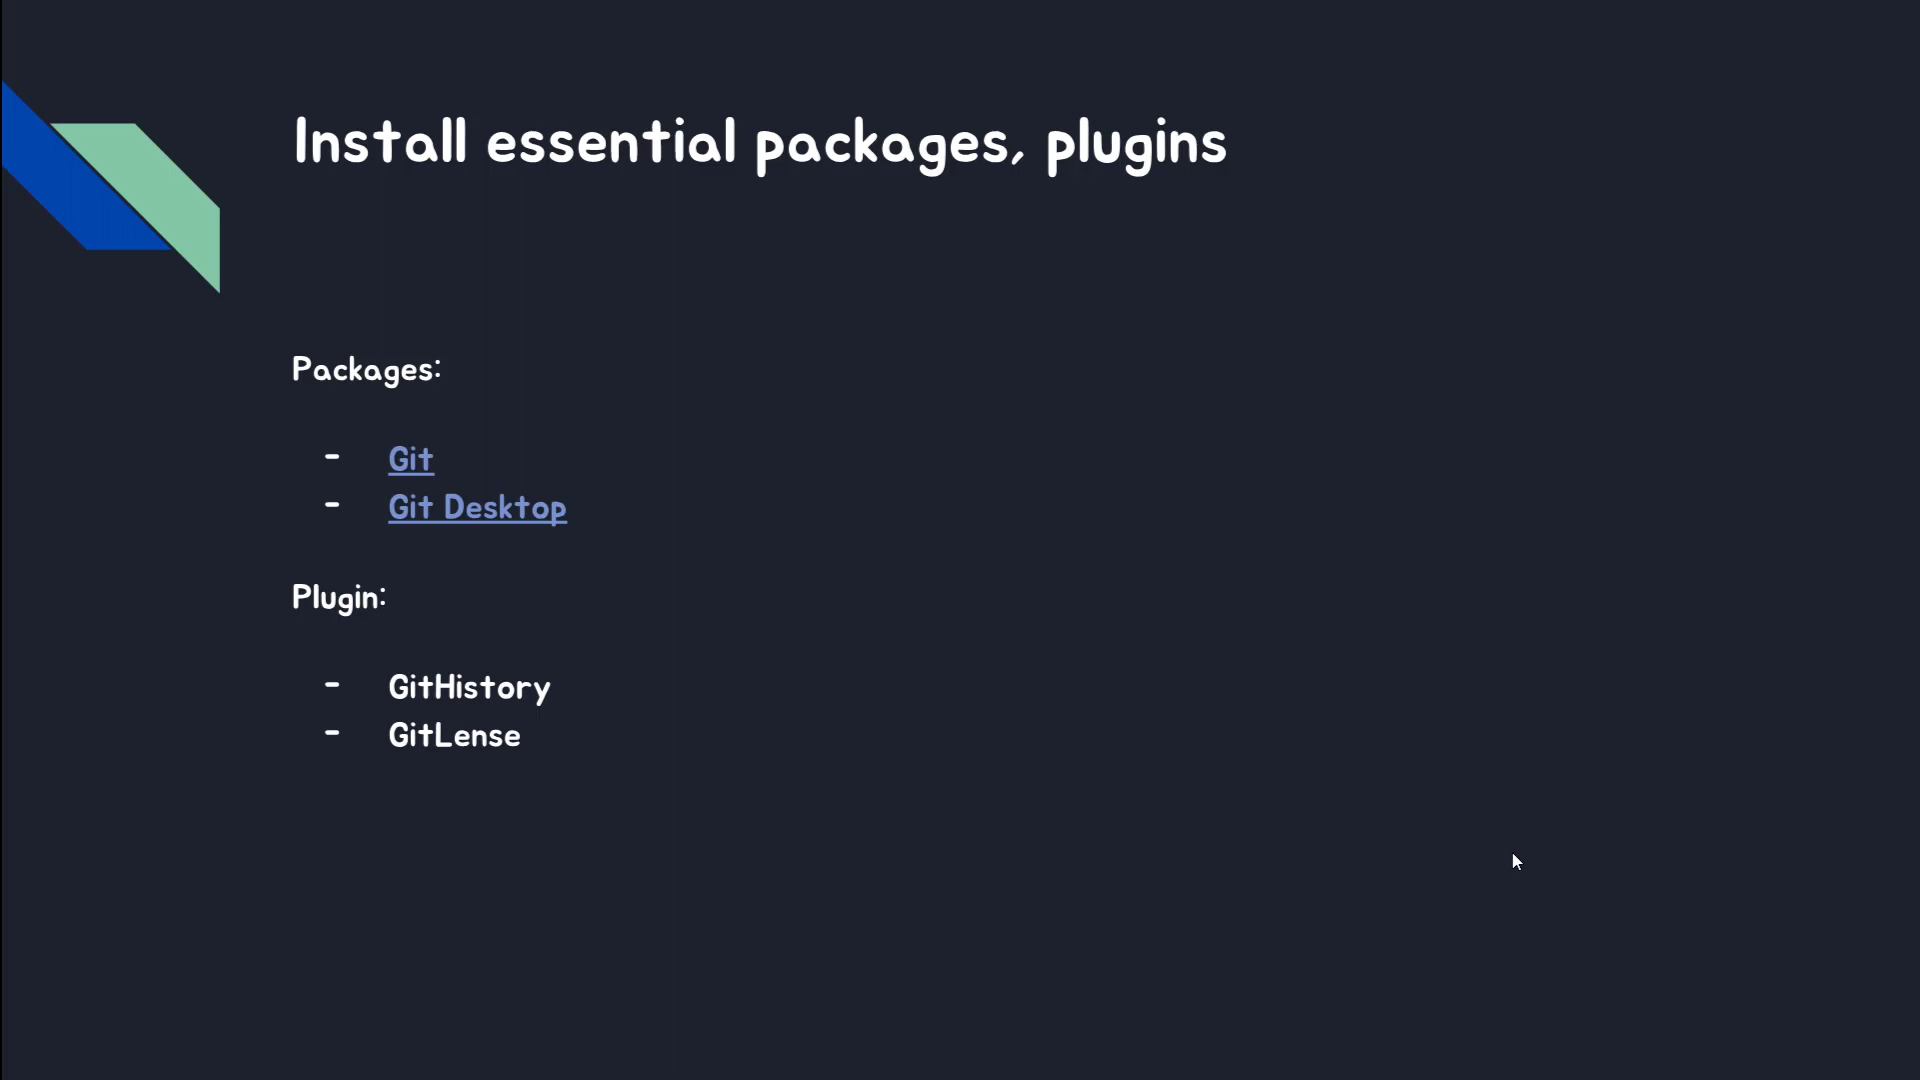 Install essential packages, plugins
Packages:
- Git
- Git Desktop
Plugin:
- GitHistory
- GitLense